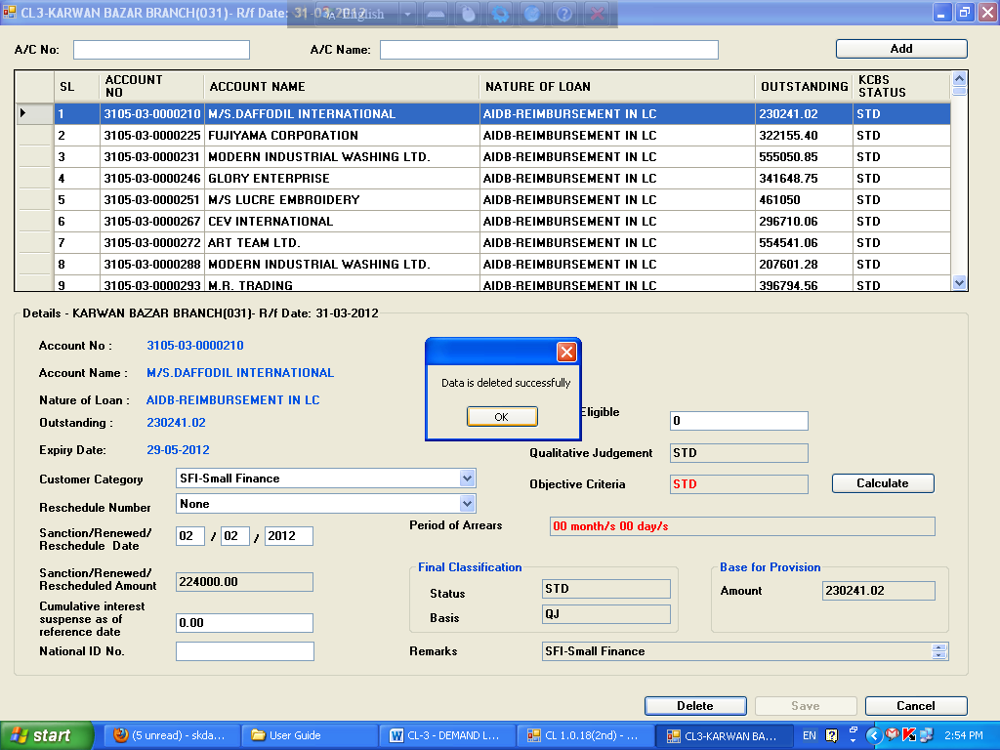 CL3-KARWAN BAZAR BRANCH(031)- R/f Date: 31-03-2012
English
A/C No:
A/C Name:
Add
SL ACCOUNT NO ACCOUNT NAME NATURE OF LOAN OUTSTANDING KCBS STATUS
1 3105-03-0000210 M/S.DAFFODIL INTERNATIONAL AIDB-REIMBURSEMENT IN LC 230241.02 STD
2 3105-03-0000225 FUJIYAMA CORPORATION AIDB-REIMBURSEMENT IN LC 322155.40 STD
3 3105-03-0000231 MODERN INDUSTRIAL WASHING LTD. AIDB-REIMBURSEMENT IN LC 555050.85 STD
4 3105-03-0000246 GLORY ENTERPRISE AIDB-REIMBURSEMENT IN LC 341648.75 STD
5 3105-03-0000251 M/S LUCRE EMBROIDERY AIDB-REIMBURSEMENT IN LC 461050 STD
6 3105-03-0000267 CEV INTERNATIONAL AIDB-REIMBURSEMENT IN LC 296710.06 STD
7 3105-03-0000272 ART TEAM LTD. AIDB-REIMBURSEMENT IN LC 554541.06 STD
8 3105-03-0000288 MODERN INDUSTRIAL WASHING LTD. AIDB-REIMBURSEMENT IN LC 207601.28 STD
9 3105-03-0000293 M.R. TRADING AIDB-REIMBURSEMENT IN LC 396794.56 STD
Details - KARWAN BAZAR BRANCH(031)- R/f Date: 31-03-2012
Account No : 3105-03-0000210
Account Name : M/S.DAFFODIL INTERNATIONAL
Nature of Loan : AIDB-REIMBURSEMENT IN LC
Outstanding : 230241.02
Expiry Date: 29-05-2012
Customer Category SFI-Small Finance
Reschedule Number None
Sanction/Renewed/
Reschedule Date
02 / 02 / 2012
Sanction/Renewed/
Rescheduled Amount
224000.00
Cumulative interest
suspense as of
reference date
0.00
National ID No.
Data is deleted successfully
OK
Eligible
0
Qualitative Judgement STD
Objective Criteria STD
Calculate
Period of Arrears 00 month/s 00 day/s
Final Classification
Status STD
Basis QJ
Base for Provision
Amount 230241.02
Remarks SFI-Small Finance
Delete
Save
Cancel
start
(5 unread) - skda...
User Guide
CL-3 - DEMAND L...
CL 1.0.18(2nd) - ...
CL3-KARWAN BA...
EN
2:54 PM